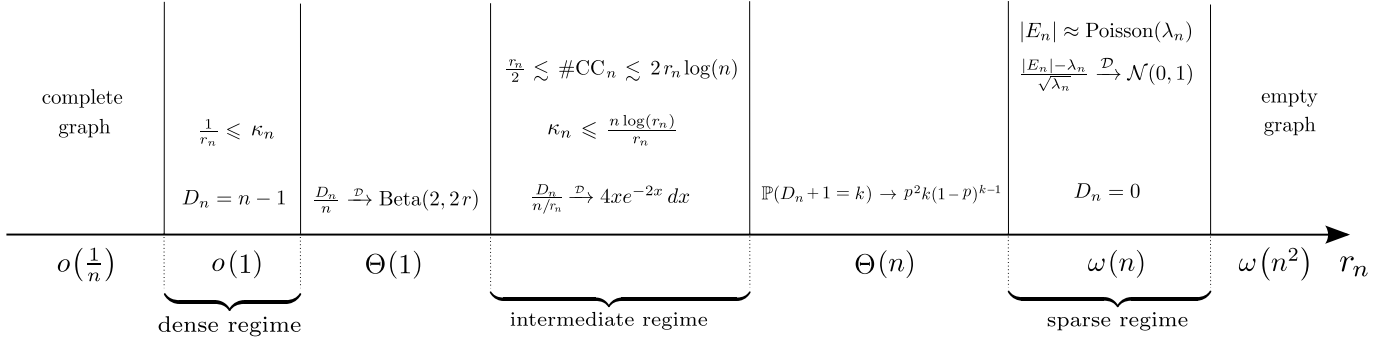 complete
graph
1/r_n ⩽ κ_n
D_n = n − 1
D_n/n —𝒟→ Beta(2, 2r)
r_n/2 ≲ #CC_n ≲ 2 r_n log(n)
κ_n ⩽ n log(r_n)/r_n
D_n/(n/r_n) —𝒟→ 4xe^{−2x} dx
ℙ(D_n + 1 = k) → p²k(1 − p)^{k−1}
|E_n| ≈ Poisson(λ_n)
(|E_n| − λ_n)/√λ_n —𝒟→ 𝒩(0, 1)
D_n = 0
empty
graph
o(1/n) o(1) Θ(1) Θ(n) ω(n) ω(n²) r_n
dense regime
intermediate regime
sparse regime